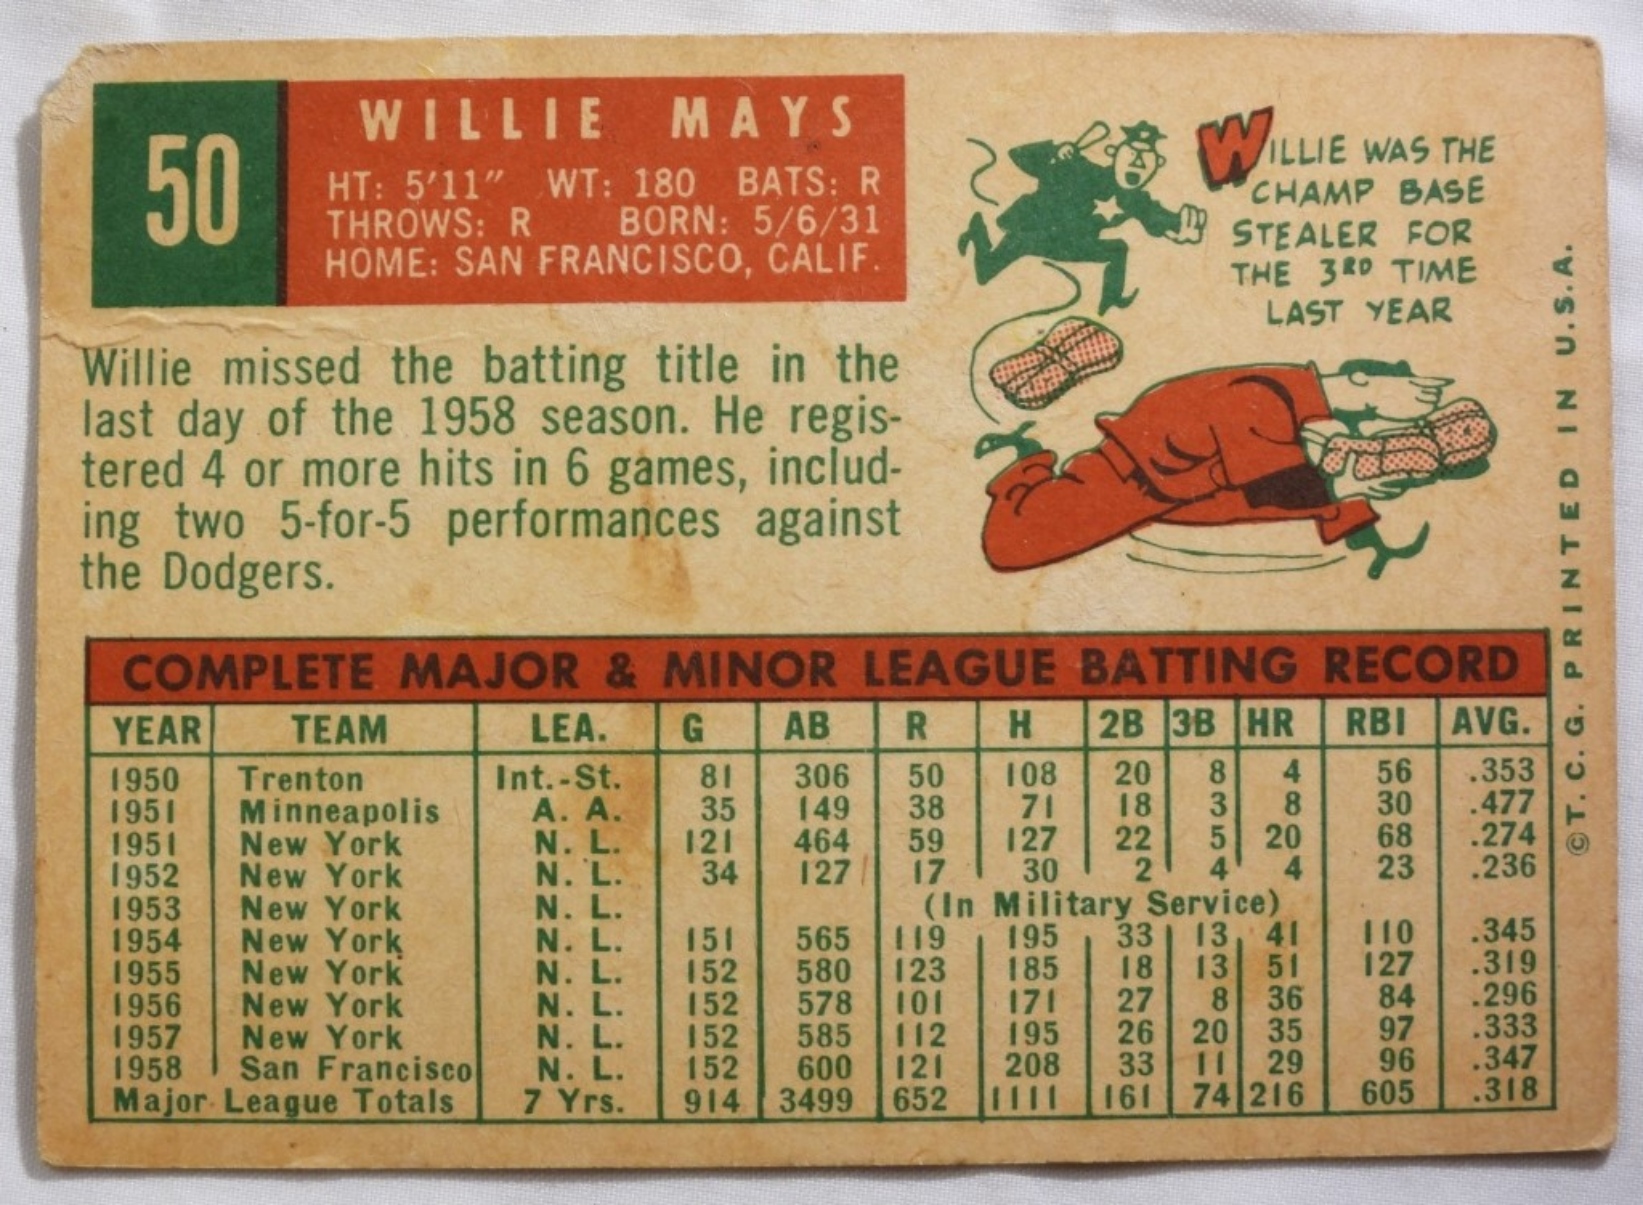 50
WILLIE MAYS
HT: 5'11" WT: 180 BATS: R
THROWS: R BORN: 5/6/31
HOME: SAN FRANCISCO, CALIF.
WILLIE WAS THE
CHAMP BASE
STEALER FOR
THE 3RD TIME
LAST YEAR
Willie missed the batting title in the
last day of the 1958 season. He regis-
tered 4 or more hits in 6 games, includ-
ing two 5-for-5 performances against
the Dodgers.
COMPLETE MAJOR & MINOR LEAGUE BATTING RECORD
YEAR TEAM LEA. G AB R H 2B 3B HR RBI AVG.
1950 Trenton Int.-St. 81 306 50 108 20 8 4 56 .353
1951 Minneapolis A. A. 35 149 38 71 18 3 8 30 .477
1951 New York N. L. 121 464 59 127 22 5 20 68 .274
1952 New York N. L. 34 127 17 30 2 4 4 23 .236
1953 New York N. L. (In Military Service)
1954 New York N. L. 151 565 119 195 33 13 41 110 .345
1955 New York N. L. 152 580 123 185 18 13 51 127 .319
1956 New York N. L. 152 578 101 171 27 8 36 84 .296
1957 New York N. L. 152 585 112 195 26 20 35 97 .333
1958 San Francisco N. L. 152 600 121 208 33 11 29 96 .347
Major League Totals 7 Yrs. 914 3499 652 1111 161 74 216 605 .318
©T.C.G. PRINTED IN U.S.A.